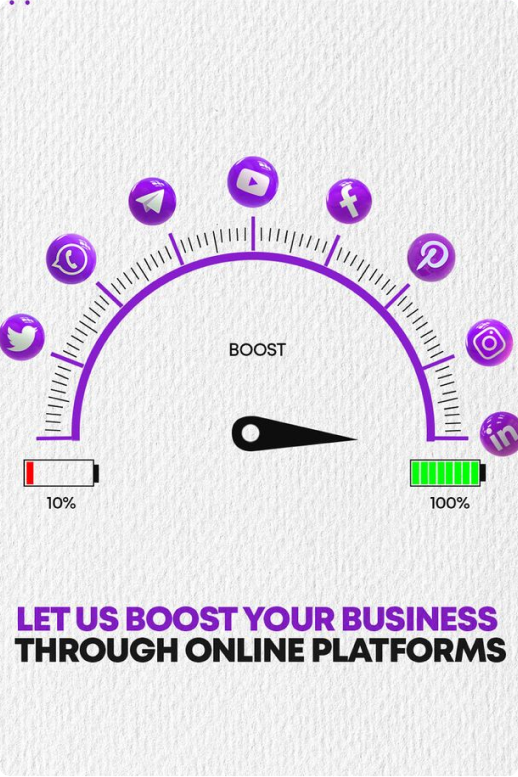 BOOST
10%
100%
LET US BOOST YOUR BUSINESS
THROUGH ONLINE PLATFORMS